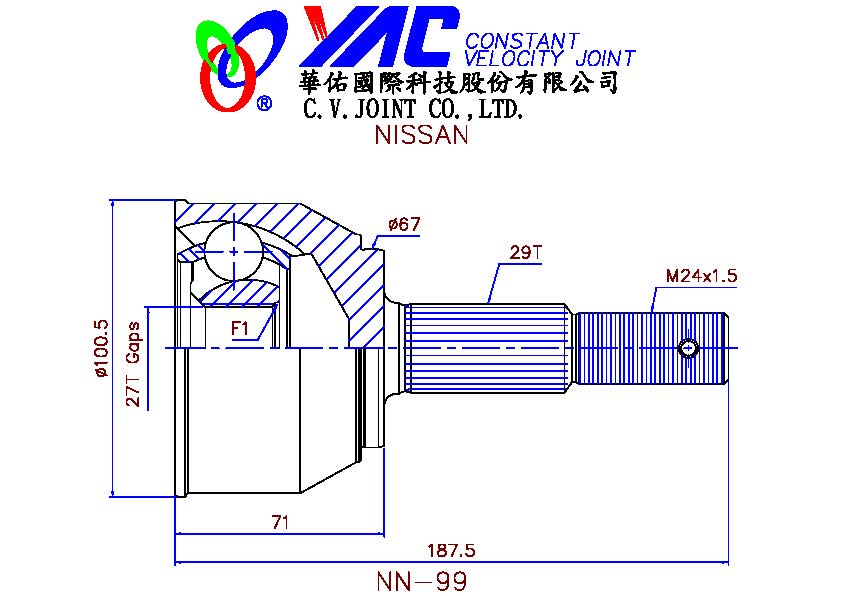 YAC CONSTANT
VELOCITY JOINT
®
華佑國際科技股份有限公司
C.V.JOINT CO.,LTD.
NISSAN
ø67
29T
M24x1.5
F1
ø100.5
27T Gaps
71
187.5
NN-99